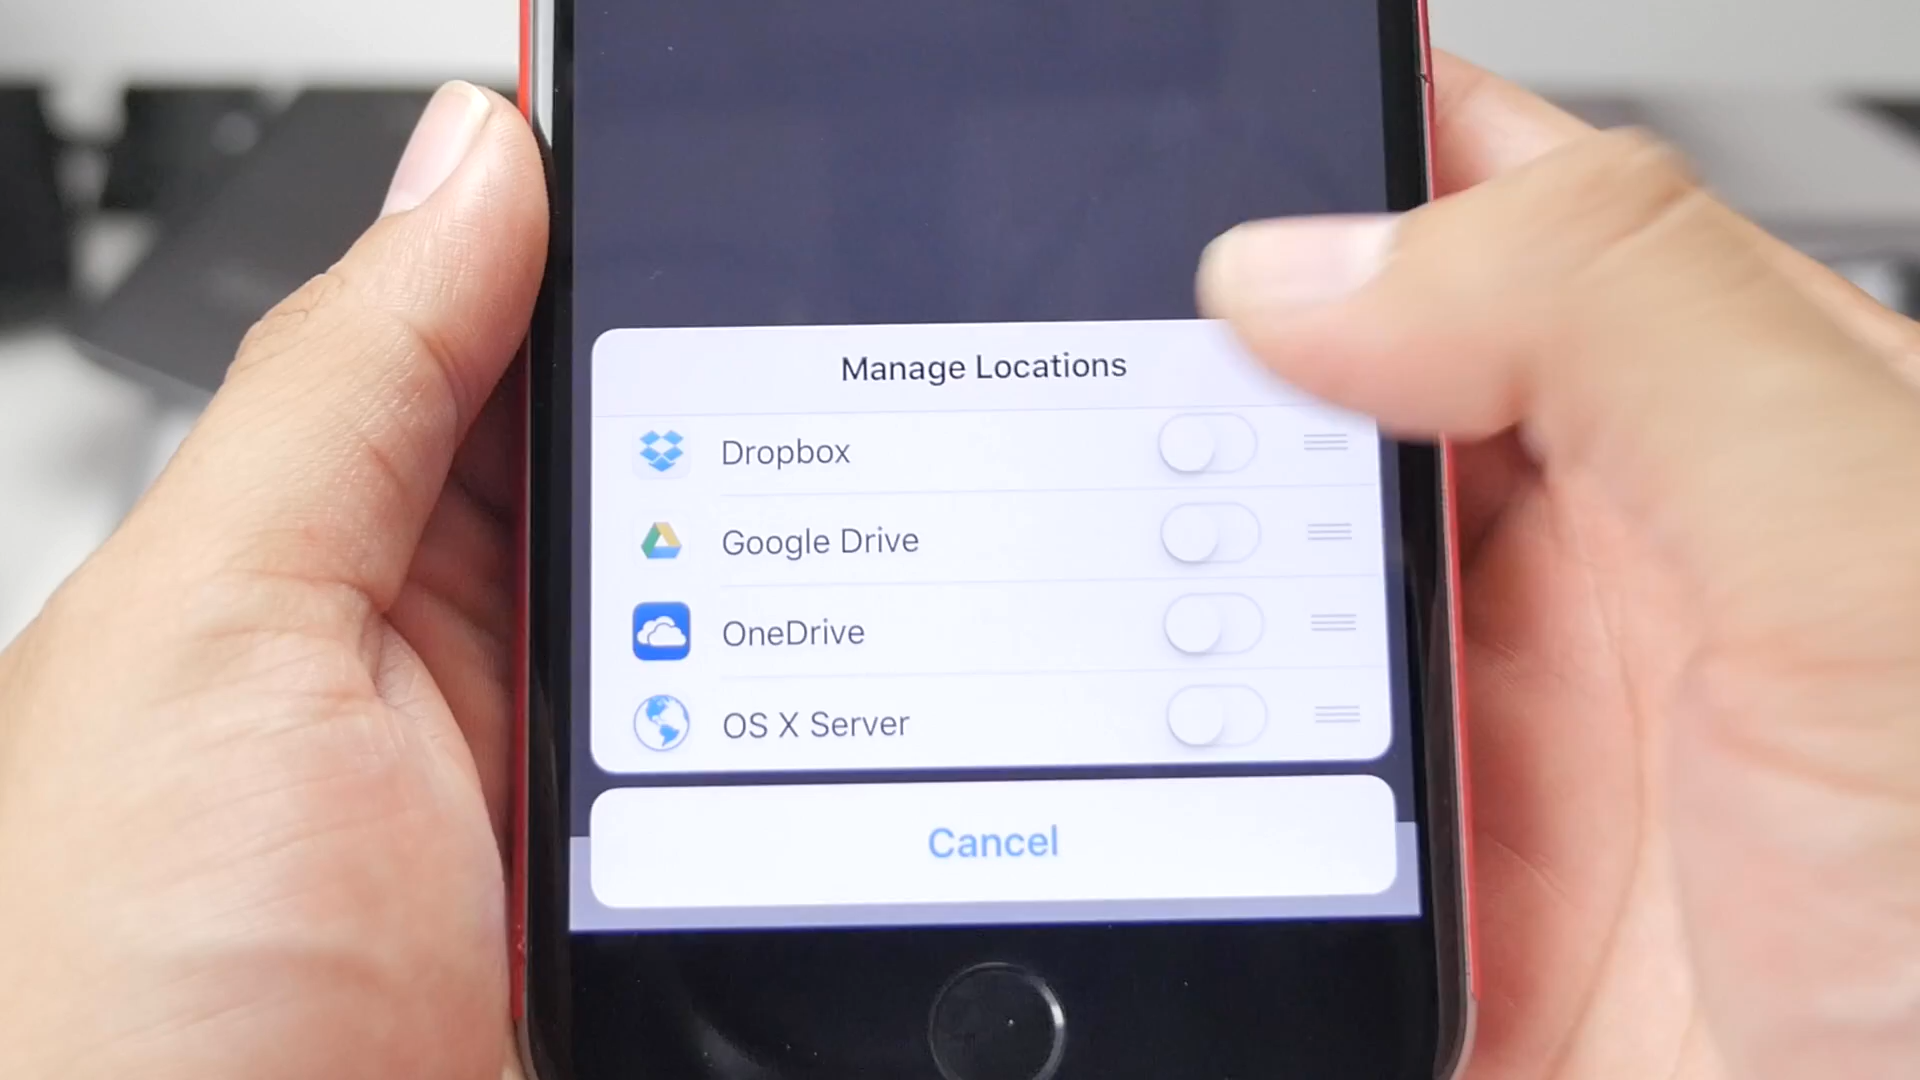 Manage Locations
Dropbox
Google Drive
OneDrive
OS X Server
Cancel